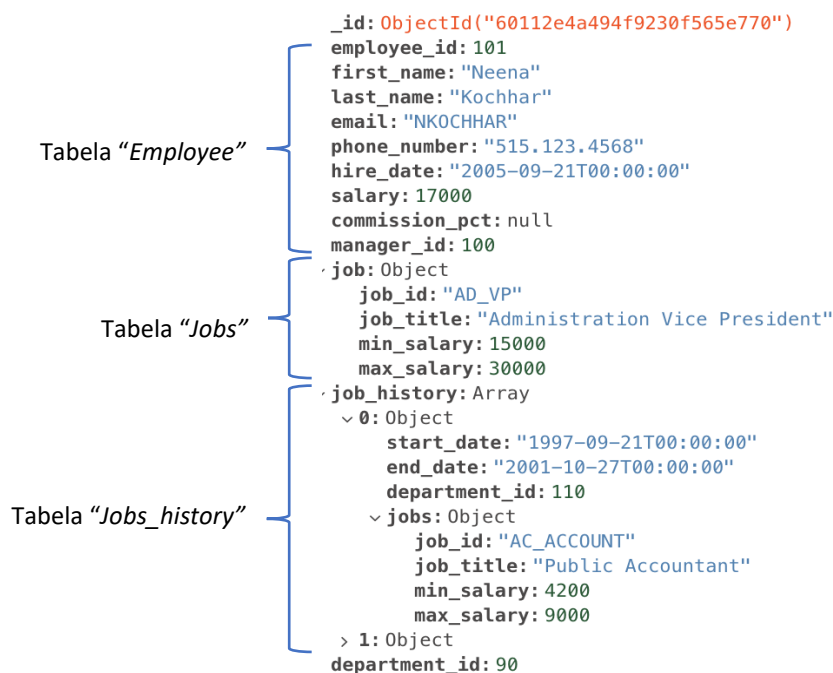 _id: ObjectId("60112e4a494f9230f565e770")
employee_id: 101
first_name: "Neena"
last_name: "Kochhar"
email: "NKOCHHAR"
Tabela “Employee”
phone_number: "515.123.4568"
hire_date: "2005-09-21T00:00:00"
salary: 17000
commission_pct: null
manager_id: 100
job: Object
job_id: "AD_VP"
Tabela “Jobs”
job_title: "Administration Vice President"
min_salary: 15000
max_salary: 30000
job_history: Array
0: Object
start_date: "1997-09-21T00:00:00"
end_date: "2001-10-27T00:00:00"
department_id: 110
Tabela “Jobs_history”
jobs: Object
job_id: "AC_ACCOUNT"
job_title: "Public Accountant"
min_salary: 4200
max_salary: 9000
1: Object
department_id: 90